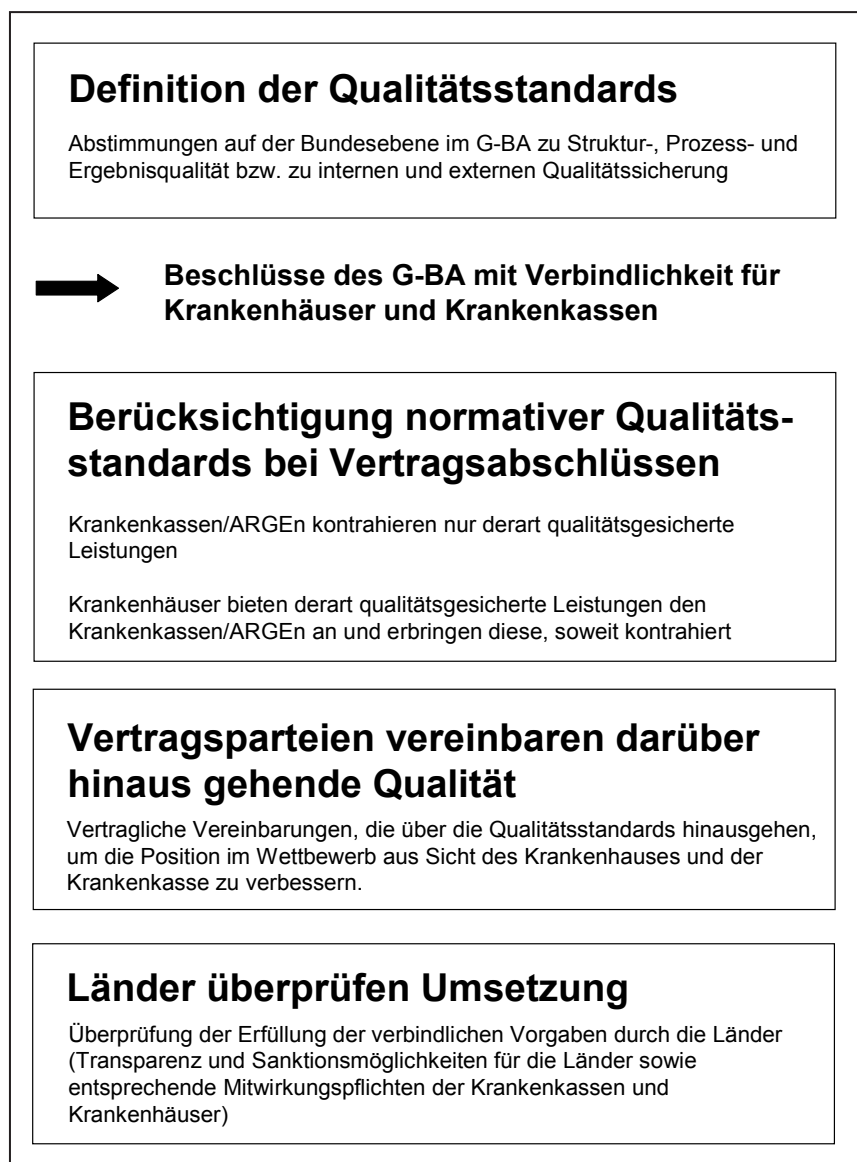 Definition der Qualitätsstandards
Abstimmungen auf der Bundesebene im G-BA zu Struktur-, Prozess- und
Ergebnisqualität bzw. zu internen und externen Qualitätssicherung
Beschlüsse des G-BA mit Verbindlichkeit für
Krankenhäuser und Krankenkassen
Berücksichtigung normativer Qualitäts-
standards bei Vertragsabschlüssen
Krankenkassen/ARGEn kontrahieren nur derart qualitätsgesicherte
Leistungen
Krankenhäuser bieten derart qualitätsgesicherte Leistungen den
Krankenkassen/ARGEn an und erbringen diese, soweit kontrahiert
Vertragsparteien vereinbaren darüber
hinaus gehende Qualität
Vertragliche Vereinbarungen, die über die Qualitätsstandards hinausgehen,
um die Position im Wettbewerb aus Sicht des Krankenhauses und der
Krankenkasse zu verbessern.
Länder überprüfen Umsetzung
Überprüfung der Erfüllung der verbindlichen Vorgaben durch die Länder
(Transparenz und Sanktionsmöglichkeiten für die Länder sowie
entsprechende Mitwirkungspflichten der Krankenkassen und
Krankenhäuser)